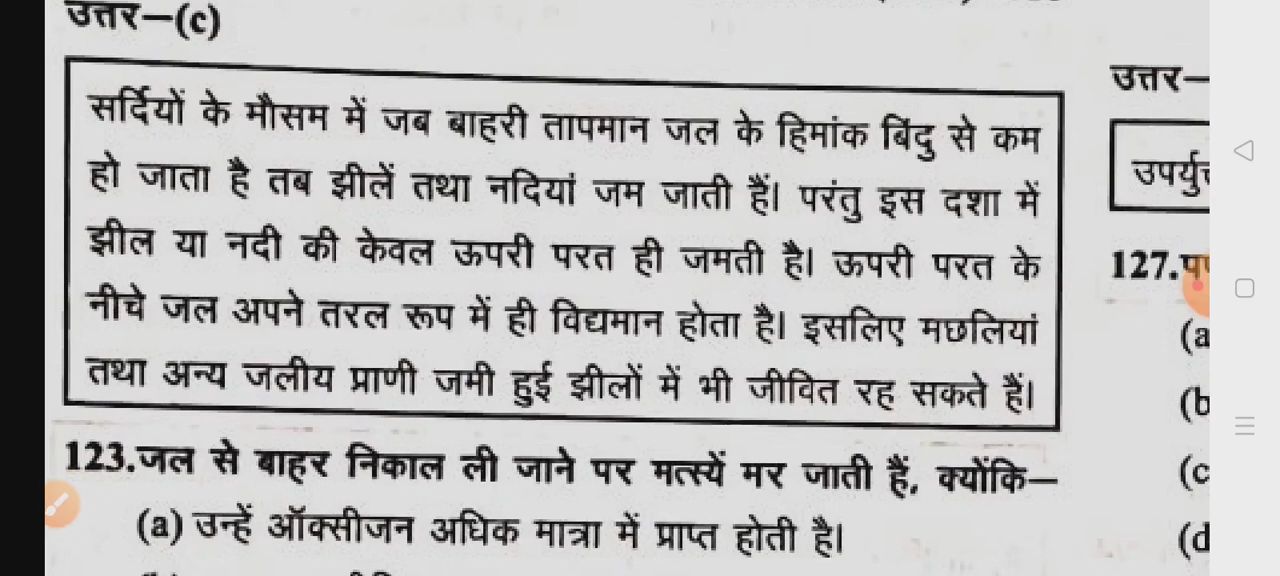 उत्तर–(c)
सर्दियों के मौसम में जब बाहरी तापमान जल के हिमांक बिंदु से कम
हो जाता है तब झीलें तथा नदियां जम जाती हैं। परंतु इस दशा में
झील या नदी की केवल ऊपरी परत ही जमती है। ऊपरी परत के
नीचे जल अपने तरल रूप में ही विद्यमान होता है। इसलिए मछलियां
तथा अन्य जलीय प्राणी जमी हुई झीलों में भी जीवित रह सकते हैं।
123.जल से बाहर निकाल ली जाने पर मत्स्यें मर जाती हैं, क्योंकि–
(a) उन्हें ऑक्सीजन अधिक मात्रा में प्राप्त होती है।
उत्तर–
127.
(a
(b
(c
(d